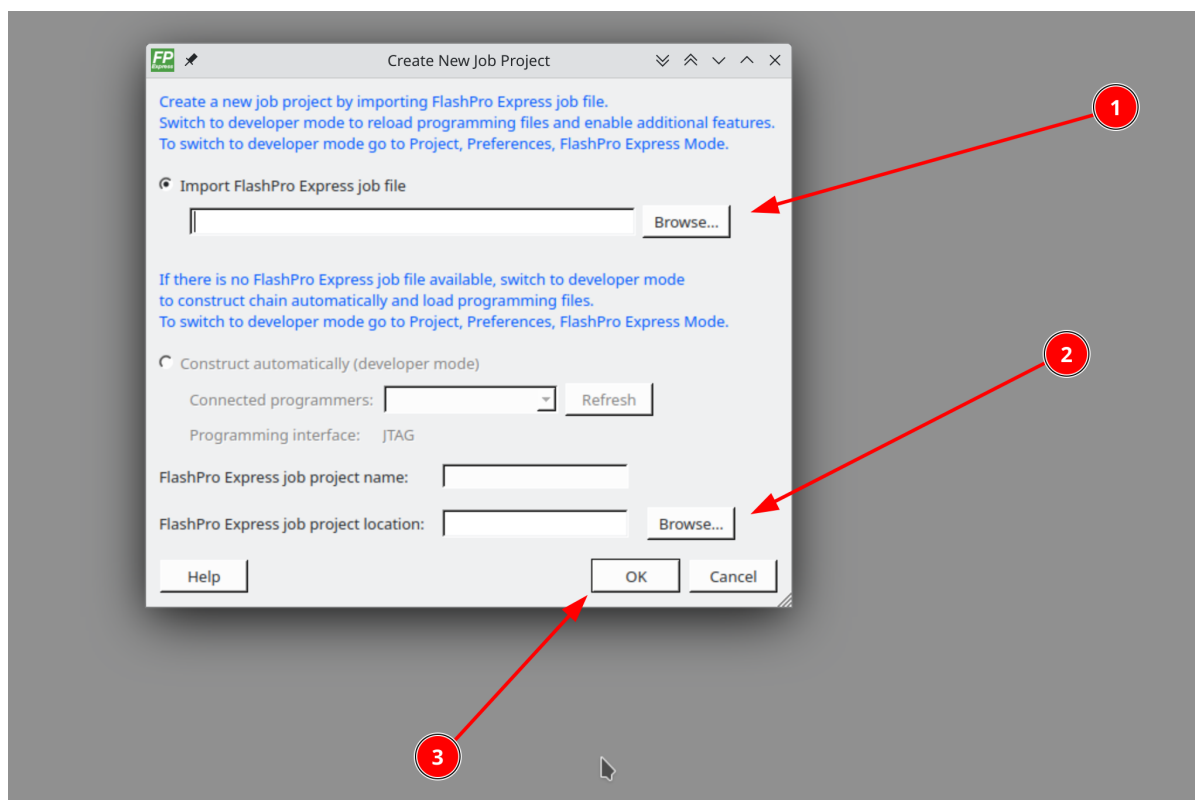 FP
Express
Create New Job Project
Create a new job project by importing FlashPro Express job file.
Switch to developer mode to reload programming files and enable additional features.
To switch to developer mode go to Project, Preferences, FlashPro Express Mode.
1
Import FlashPro Express job file
Browse...
If there is no FlashPro Express job file available, switch to developer mode
to construct chain automatically and load programming files.
To switch to developer mode go to Project, Preferences, FlashPro Express Mode.
2
Construct automatically (developer mode)
Connected programmers:
Refresh
Programming interface: JTAG
FlashPro Express job project name:
FlashPro Express job project location:
Browse...
Help
OK
Cancel
3